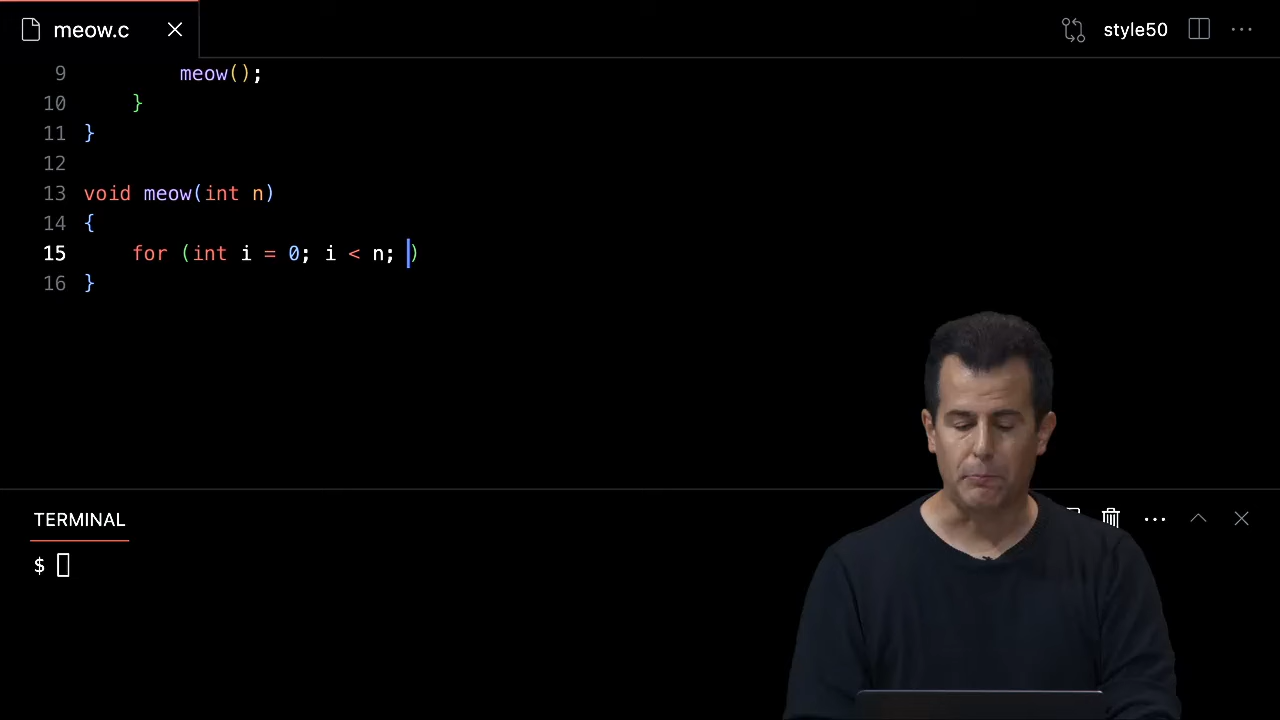 meow.c style50
9 meow();
10 }
11 }
12
13 void meow(int n)
14 {
15 for (int i = 0; i < n; )
16 }
TERMINAL
$